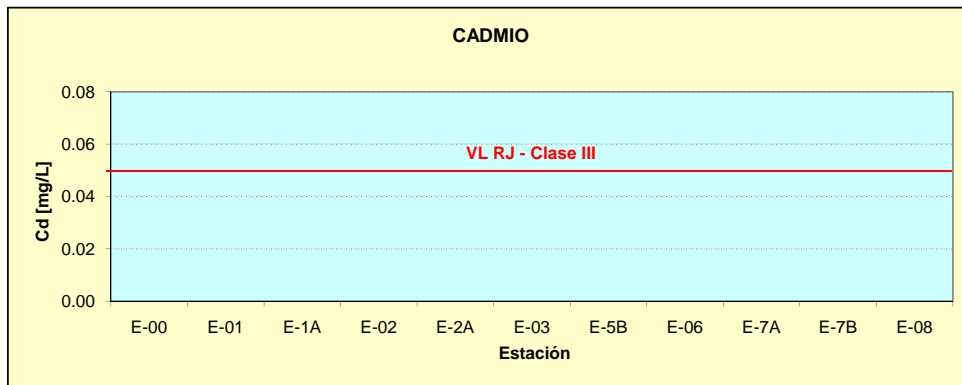 CADMIO
0.08
0.06
0.04
0.02
0.00
Cd [mg/L]
VL RJ - Clase III
E-00 E-01 E-1A E-02 E-2A E-03 E-5B E-06 E-7A E-7B E-08
Estación